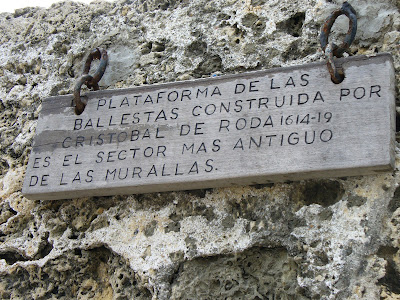 PLATAFORMA DE LAS
BALLESTAS CONSTRUIDA POR
CRISTOBAL DE RODA 1614-19
ES EL SECTOR MAS ANTIGUO
DE LAS MURALLAS.